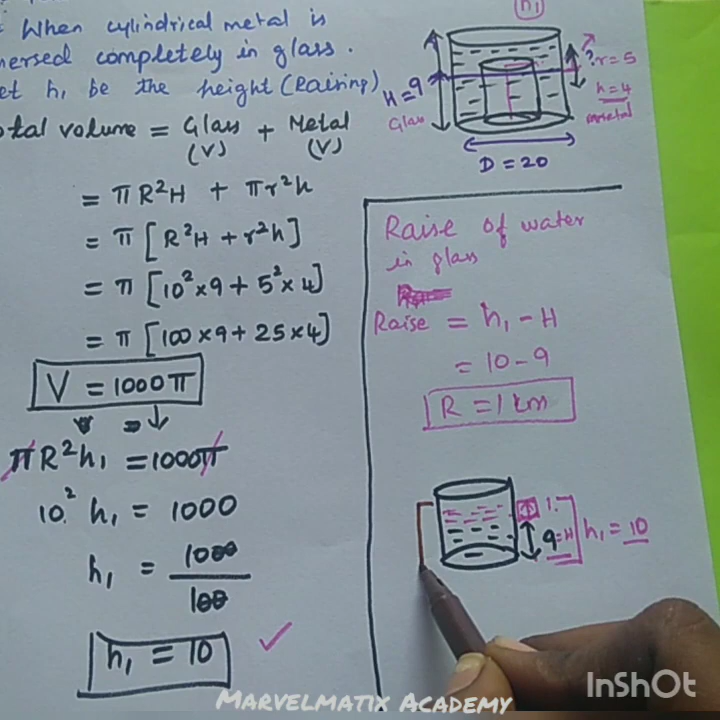 When cylindrical metal is
mersed completely in glass.
et h₁ be the height (Raising)
otal volume = Glass + Metal
(V) (V)
= πR²H + πr²h
= π[R²H + r²h]
= π[10²×9 + 5²×4]
= π[100×9 + 25×4]
V = 1000π
πR²h₁ = 1000π
10² h₁ = 1000
h₁ = 1000
100
h₁ = 10
h₁
H = 9
Glass
r = 5
h = 4
metal
D = 20
Raise of water
in glass
Raise = h₁ - H
= 10 - 9
R = 1 cm
1.
9 = H
h₁ = 10
MARVELMATIX ACADEMY
InShOt